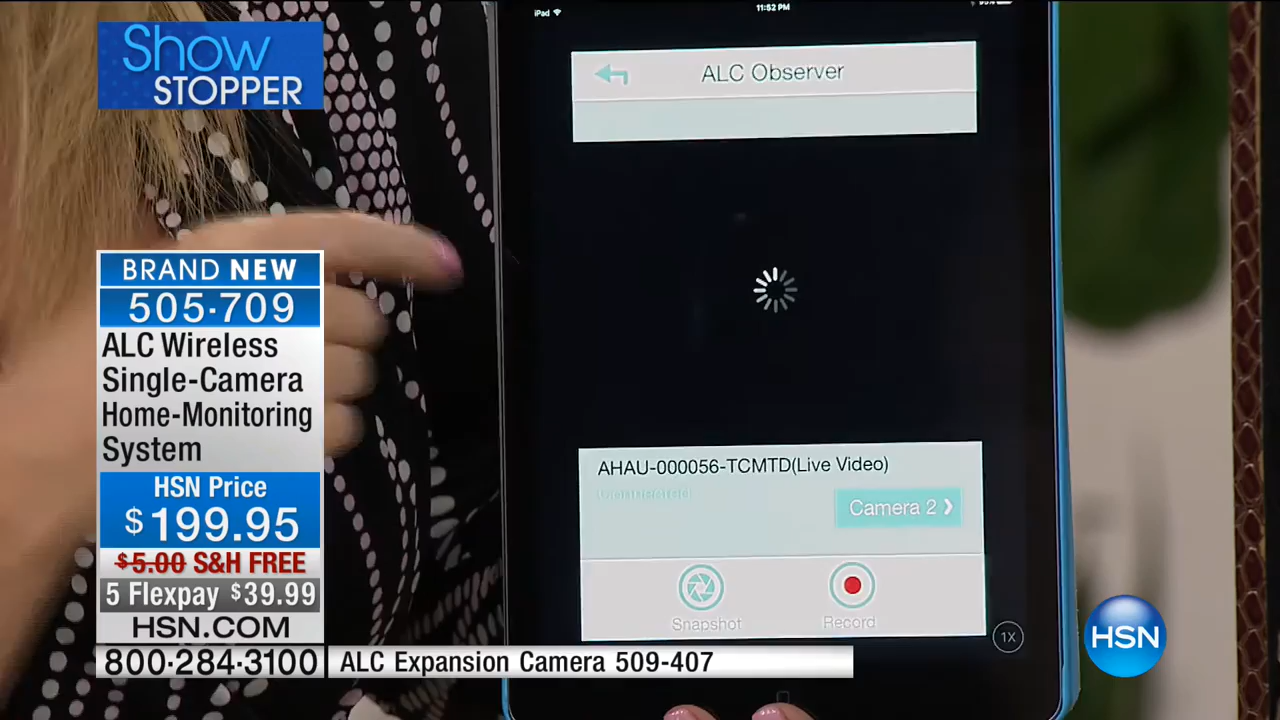 Show
STOPPER
BRAND NEW
505-709
ALC Wireless
Single-Camera
Home-Monitoring
System
HSN Price
$199.95
$5.00 S&H FREE
5 Flexpay $39.99
HSN.COM
800-284-3100
ALC Expansion Camera 509-407
iPad
11:52 PM
ALC Observer
AHAU-000056-TCMTD(Live Video)
Connected
Camera 2
Snapshot
Record
1X
HSN